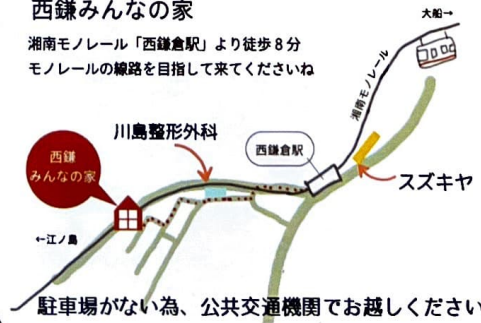 西鎌みんなの家
湘南モノレール「西鎌倉駅」より徒歩8分
モノレールの線路を目指して来てくださいね
大船→
湘南モノレール
川島整形外科
西鎌倉駅
西鎌
みんなの家
スズキヤ
←江ノ島
駐車場がない為、公共交通機関でお越しください